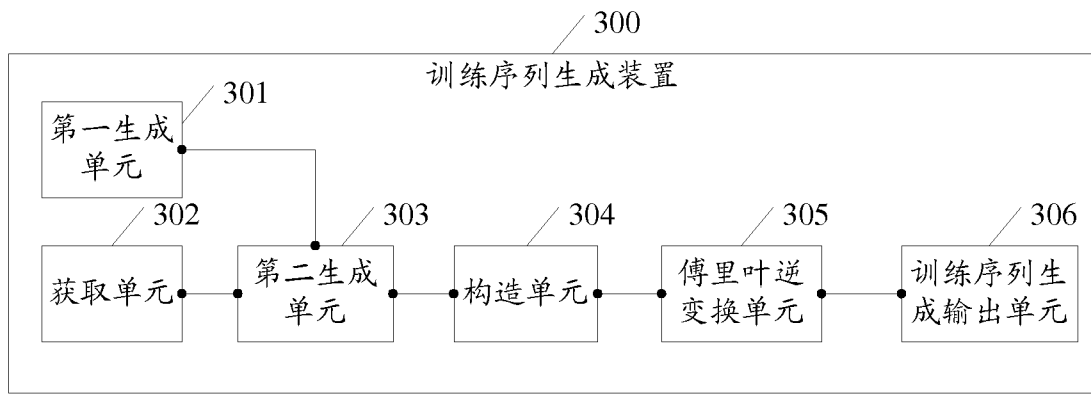 300
训练序列生成装置
301
第一生成
单元
302
303
304
305
306
获取单元
第二生成
单元
构造单元
傅里叶逆
变换单元
训练序列生
成输出单元